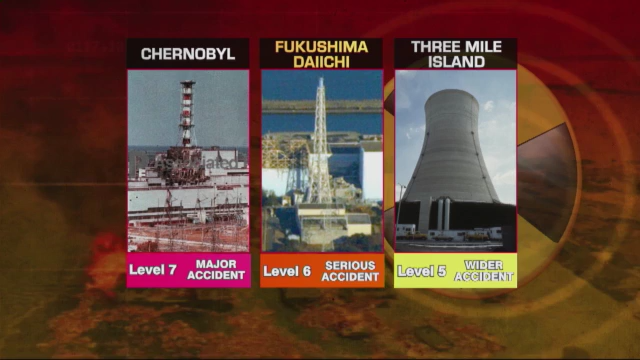 CHERNOBYL
Level 7
MAJOR
ACCIDENT
FUKUSHIMA
DAIICHI
Level 6
SERIOUS
ACCIDENT
THREE MILE
ISLAND
Level 5
WIDER
ACCIDENT